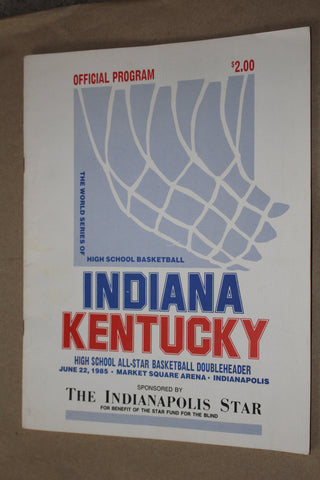 OFFICIAL PROGRAM
$2.00
THE WORLD SERIES OF
HIGH SCHOOL BASKETBALL
INDIANA
KENTUCKY
HIGH SCHOOL ALL-STAR BASKETBALL DOUBLEHEADER
JUNE 22, 1985 • MARKET SQUARE ARENA • INDIANAPOLIS
SPONSORED BY
THE INDIANAPOLIS STAR
FOR BENEFIT OF THE STAR FUND FOR THE BLIND